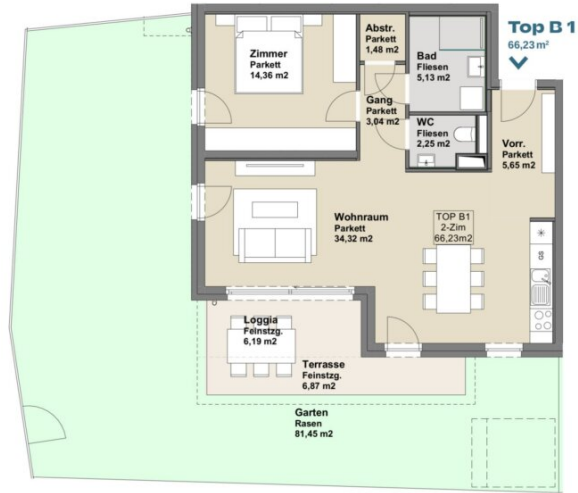 Top B 1
66,23 m²
Abstr.
Parkett
1,48 m2
Zimmer
Parkett
14,36 m2
Bad
Fliesen
5,13 m2
Gang
Parkett
3,04 m2
WC
Fliesen
2,25 m2
Vorr.
Parkett
5,65 m2
Wohnraum
Parkett
34,32 m2
TOP B1
2-Zim
66,23m2
GS
Loggia
Feinstzg.
6,19 m2
Terrasse
Feinstzg.
6,87 m2
Garten
Rasen
81,45 m2